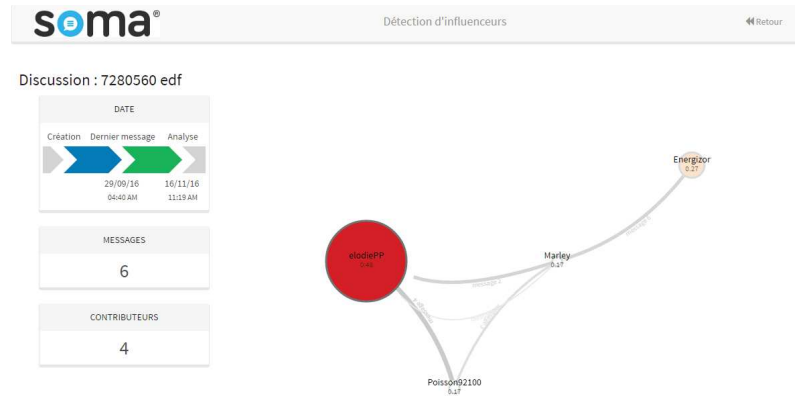 soma®
Détection d'influenceurs
Retour
Discussion : 7280560 edf
DATE
Création Dernier message Analyse
29/09/16 16/11/16
04:40 AM 11:19 AM
MESSAGES
6
CONTRIBUTEURS
4
Energizor
0.27
elodiePP
Marley
0.17
Poisson92100
0.17